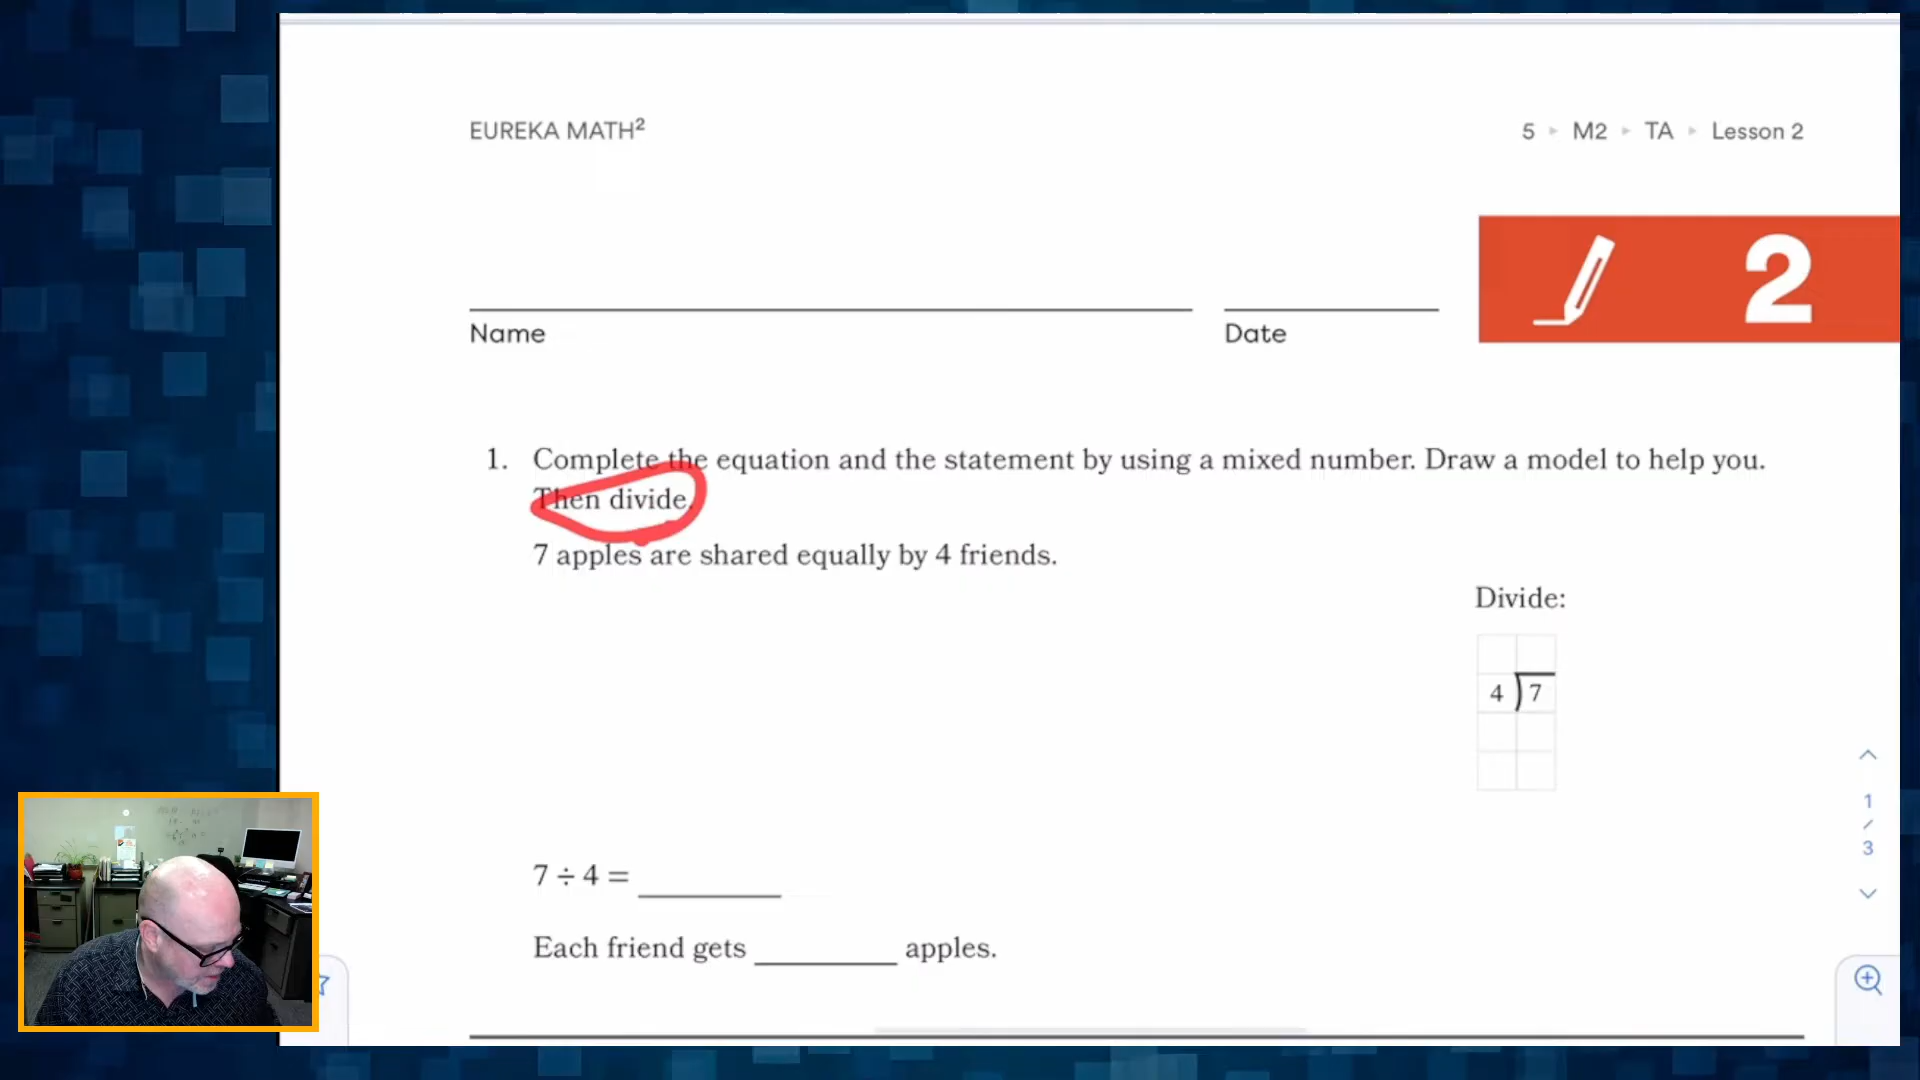 EUREKA MATH²
5 ▸ M2 ▸ TA ▸ Lesson 2
2
Name
Date
1. Complete the equation and the statement by using a mixed number. Draw a model to help you.
Then divide.
7 apples are shared equally by 4 friends.
Divide:
4 ) 7
7 ÷ 4 = ______
Each friend gets ______ apples.
1
/
3